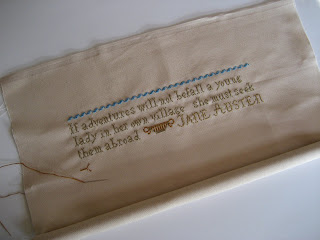 If adventures will not befall a young
lady in her own village she must seek
them abroad JANE AUSTEN